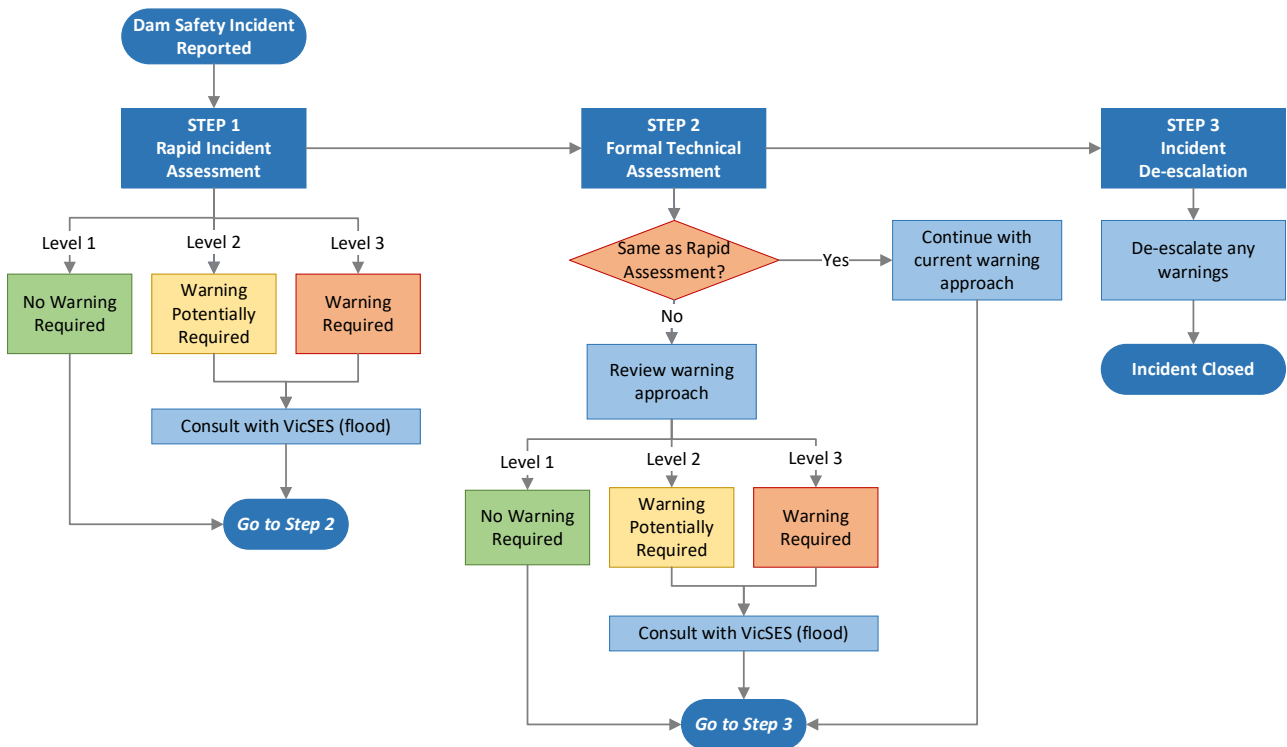 Dam Safety Incident
Reported
STEP 1
Rapid Incident
Assessment
Level 1
Level 2
Level 3
No Warning
Required
Warning
Potentially
Required
Warning
Required
Consult with VicSES (flood)
Go to Step 2
STEP 2
Formal Technical
Assessment
Same as Rapid
Assessment?
Yes
Continue with
current warning
approach
No
Review warning
approach
Level 1
Level 2
Level 3
No Warning
Required
Warning
Potentially
Required
Warning
Required
Consult with VicSES (flood)
Go to Step 3
STEP 3
Incident
De-escalation
De-escalate any
warnings
Incident Closed